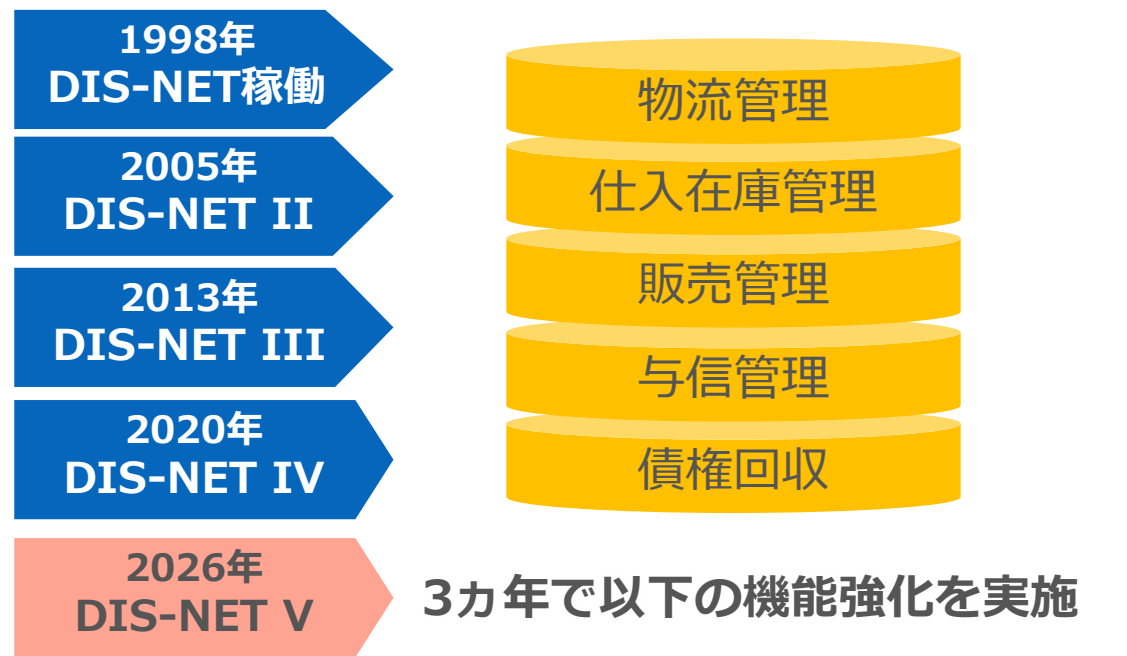 1998年
DIS-NET稼働
2005年
DIS-NET II
2013年
DIS-NET III
2020年
DIS-NET IV
2026年
DIS-NET V
物流管理
仕入在庫管理
販売管理
与信管理
債権回収
3ヵ年で以下の機能強化を実施